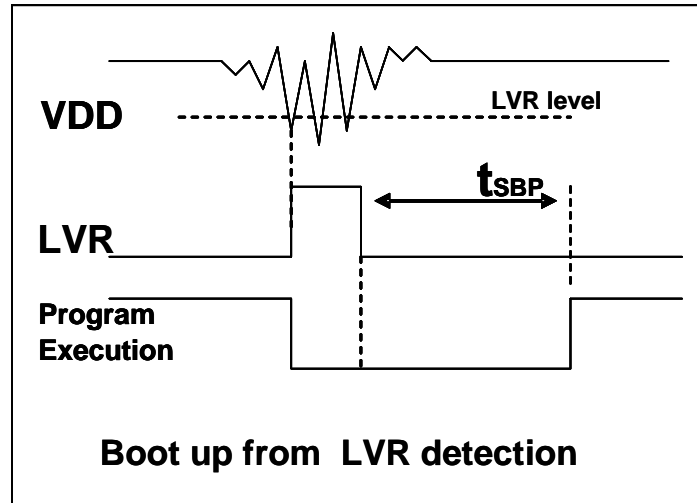 LVR level
VDD
tSBP
LVR
Program
Execution
Boot up from LVR detection